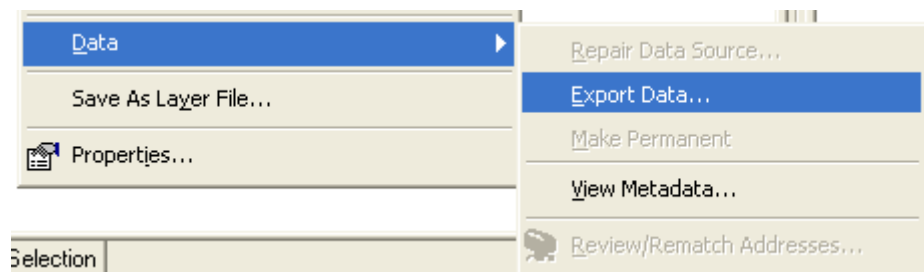 Data
Save As Layer File...
Properties...
Selection
Repair Data Source...
Export Data...
Make Permanent
View Metadata...
Review/Rematch Addresses...